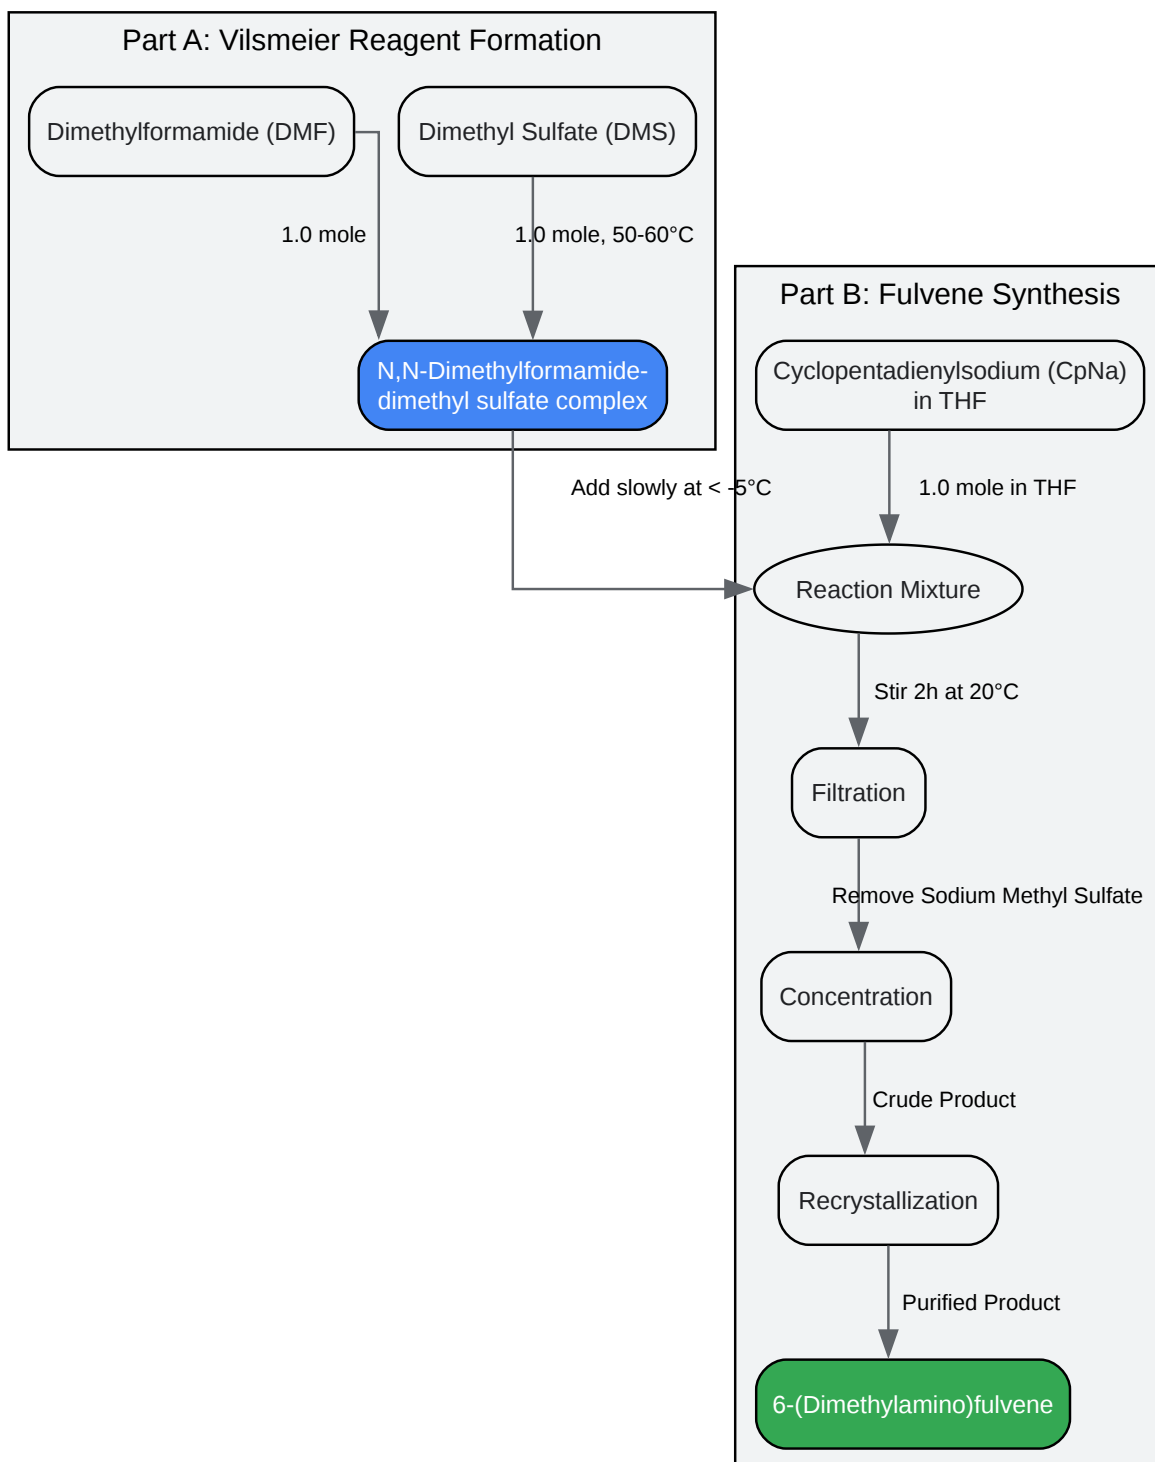 Part A: Vilsmeier Reagent Formation
Dimethylformamide (DMF)
Dimethyl Sulfate (DMS)
1.0 mole
1.0 mole, 50-60°C
N,N-Dimethylformamide-
dimethyl sulfate complex
Part B: Fulvene Synthesis
Cyclopentadienylsodium (CpNa)
in THF
Add slowly at < -5°C
1.0 mole in THF
Reaction Mixture
Stir 2h at 20°C
Filtration
Remove Sodium Methyl Sulfate
Concentration
Crude Product
Recrystallization
Purified Product
6-(Dimethylamino)fulvene